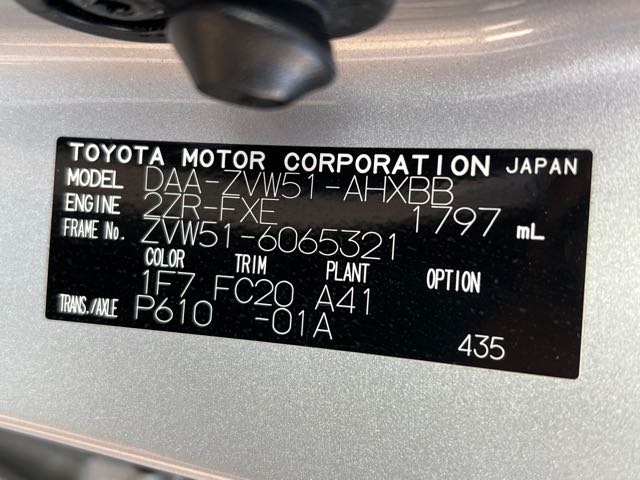 TOYOTA MOTOR CORPORATION JAPAN
MODEL DAA-ZVW51-AHXBB
ENGINE 2ZR-FXE 1797 mL
FRAME No. ZVW51-6065321
COLOR TRIM PLANT OPTION
1F7 FC20 A41
TRANS./AXLE P610 -01A
435